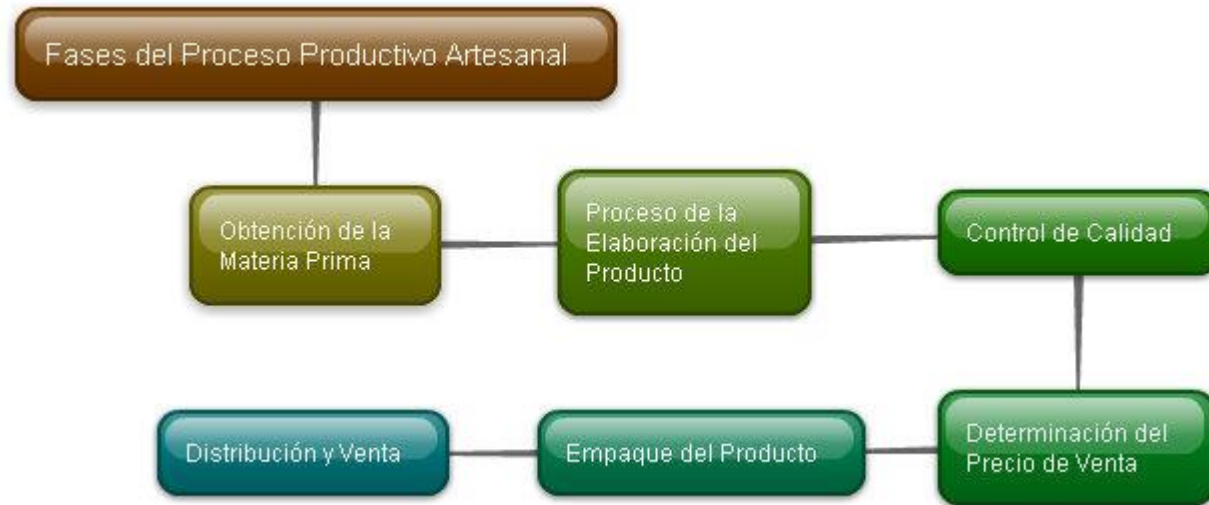 Fases del Proceso Productivo Artesanal
Obtención de la
Materia Prima
Proceso de la
Elaboración del
Producto
Control de Calidad
Determinación del
Precio de Venta
Empaque del Producto
Distribución y Venta